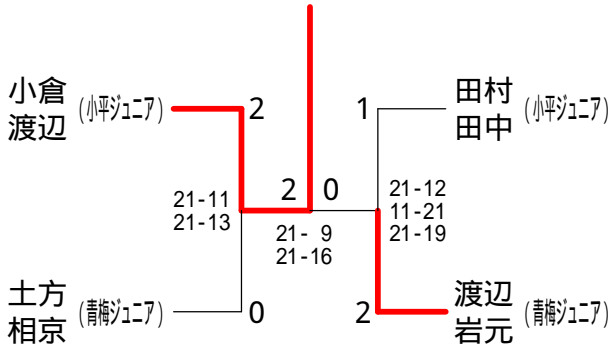 小倉
渡辺
(小平ジュニア)
2
1
田村
田中
(小平ジュニア)
21-11
21-13
2 0
21- 9
21-16
21-12
11-21
21-19
土方
相京
(青梅ジュニア)
0
2
渡辺
岩元
(青梅ジュニア)